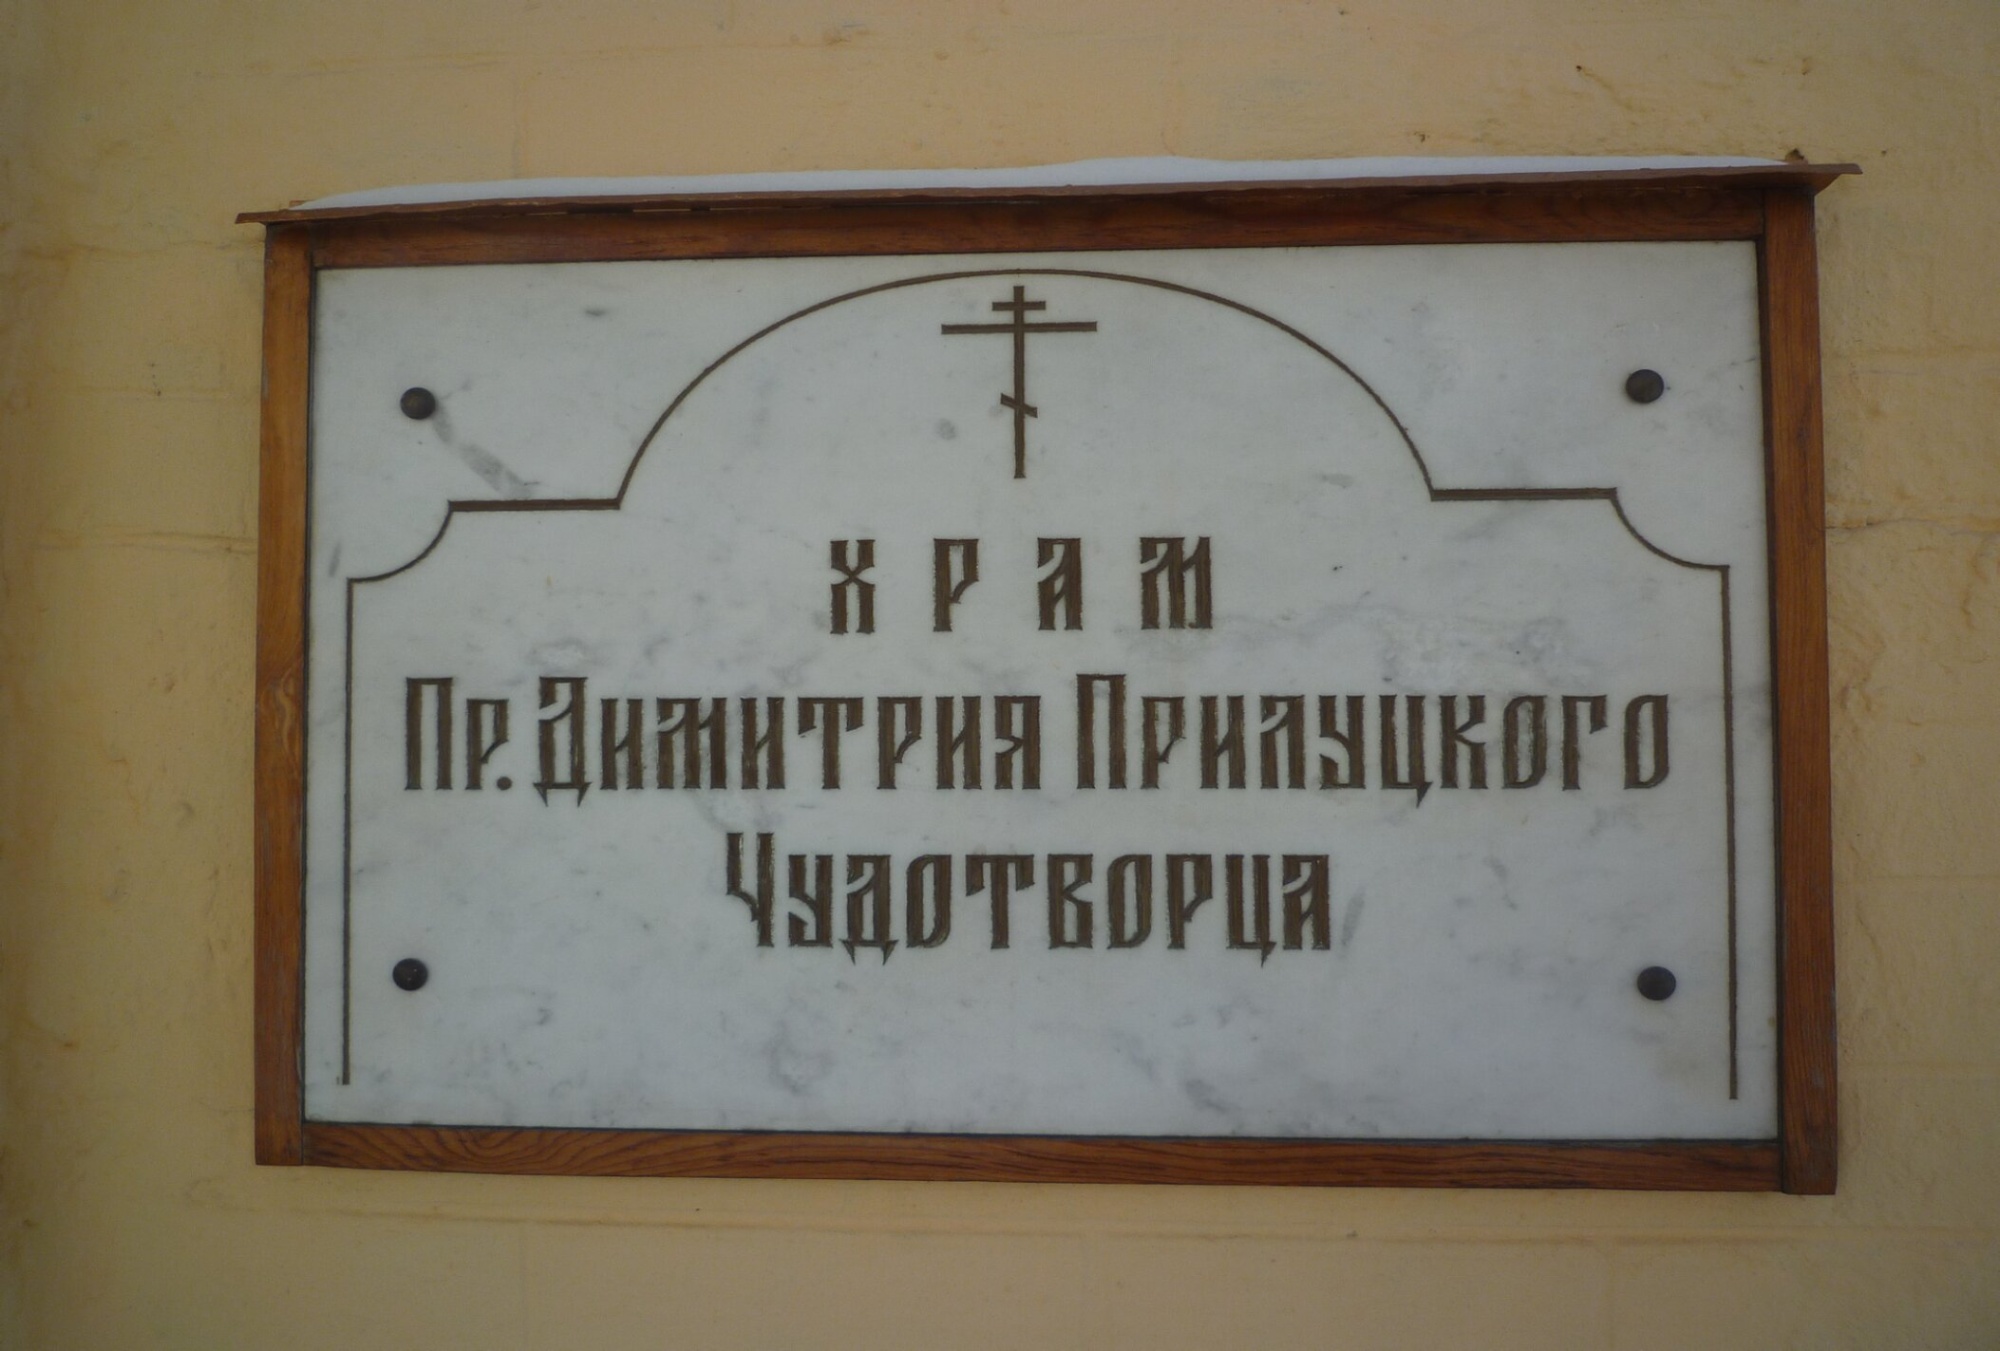 ХРАМ
Пр. Димитрия Прилуцкого
Чудотворца